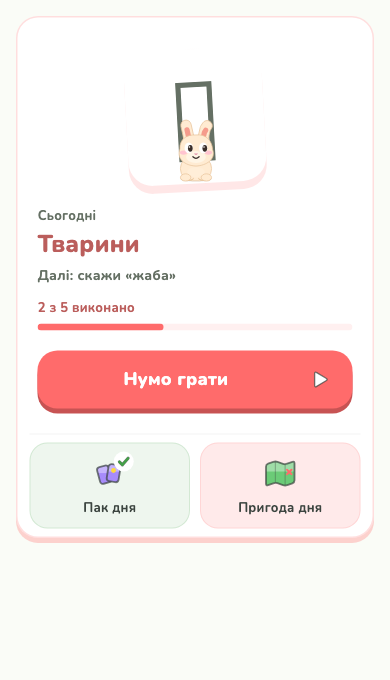 Сьогодні
Тварини
Далі: скажи «жаба»
2 з 5 виконано
Нумо грати
Пак дня
Пригода дня